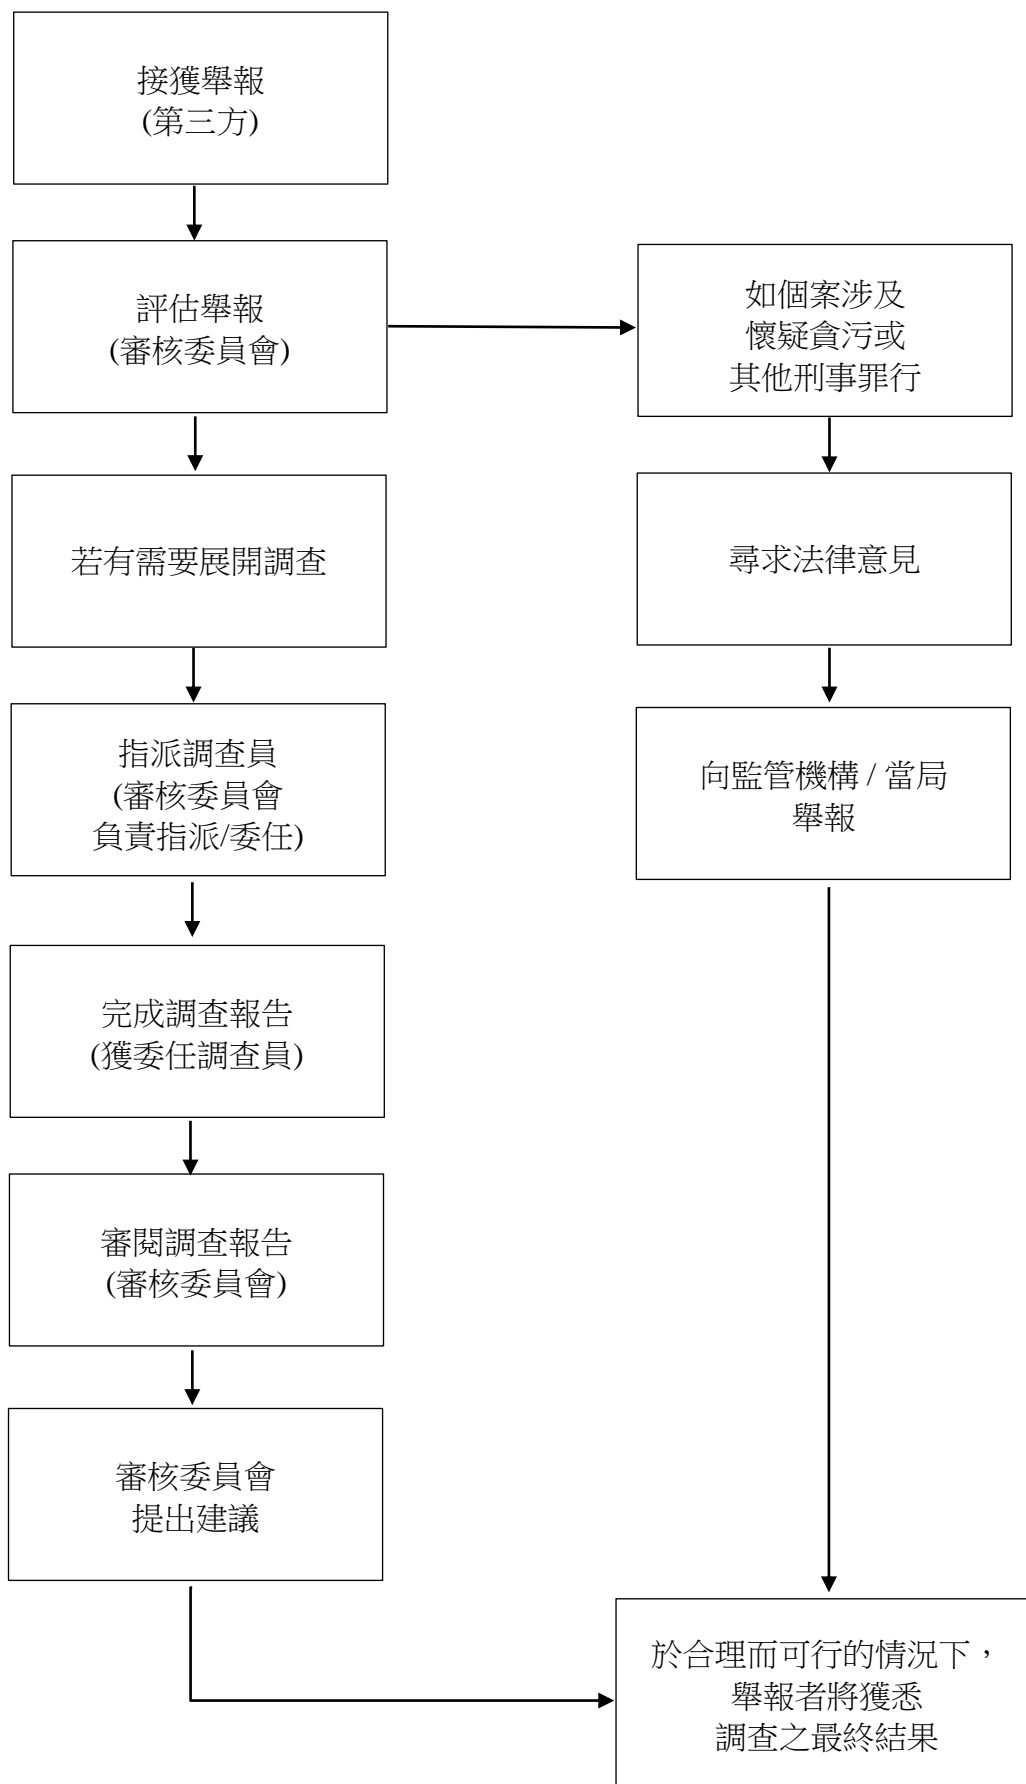 接獲舉報
(第三方)
評估舉報
(審核委員會)
如個案涉及
懷疑貪污或
其他刑事罪行
若有需要展開調查
尋求法律意見
指派調查員
(審核委員會
負責指派/委任)
向監管機構 / 當局
舉報
完成調查報告
(獲委任調查員)
審閱調查報告
(審核委員會)
審核委員會
提出建議
於合理而可行的情況下，
舉報者將獲悉
調查之最終結果